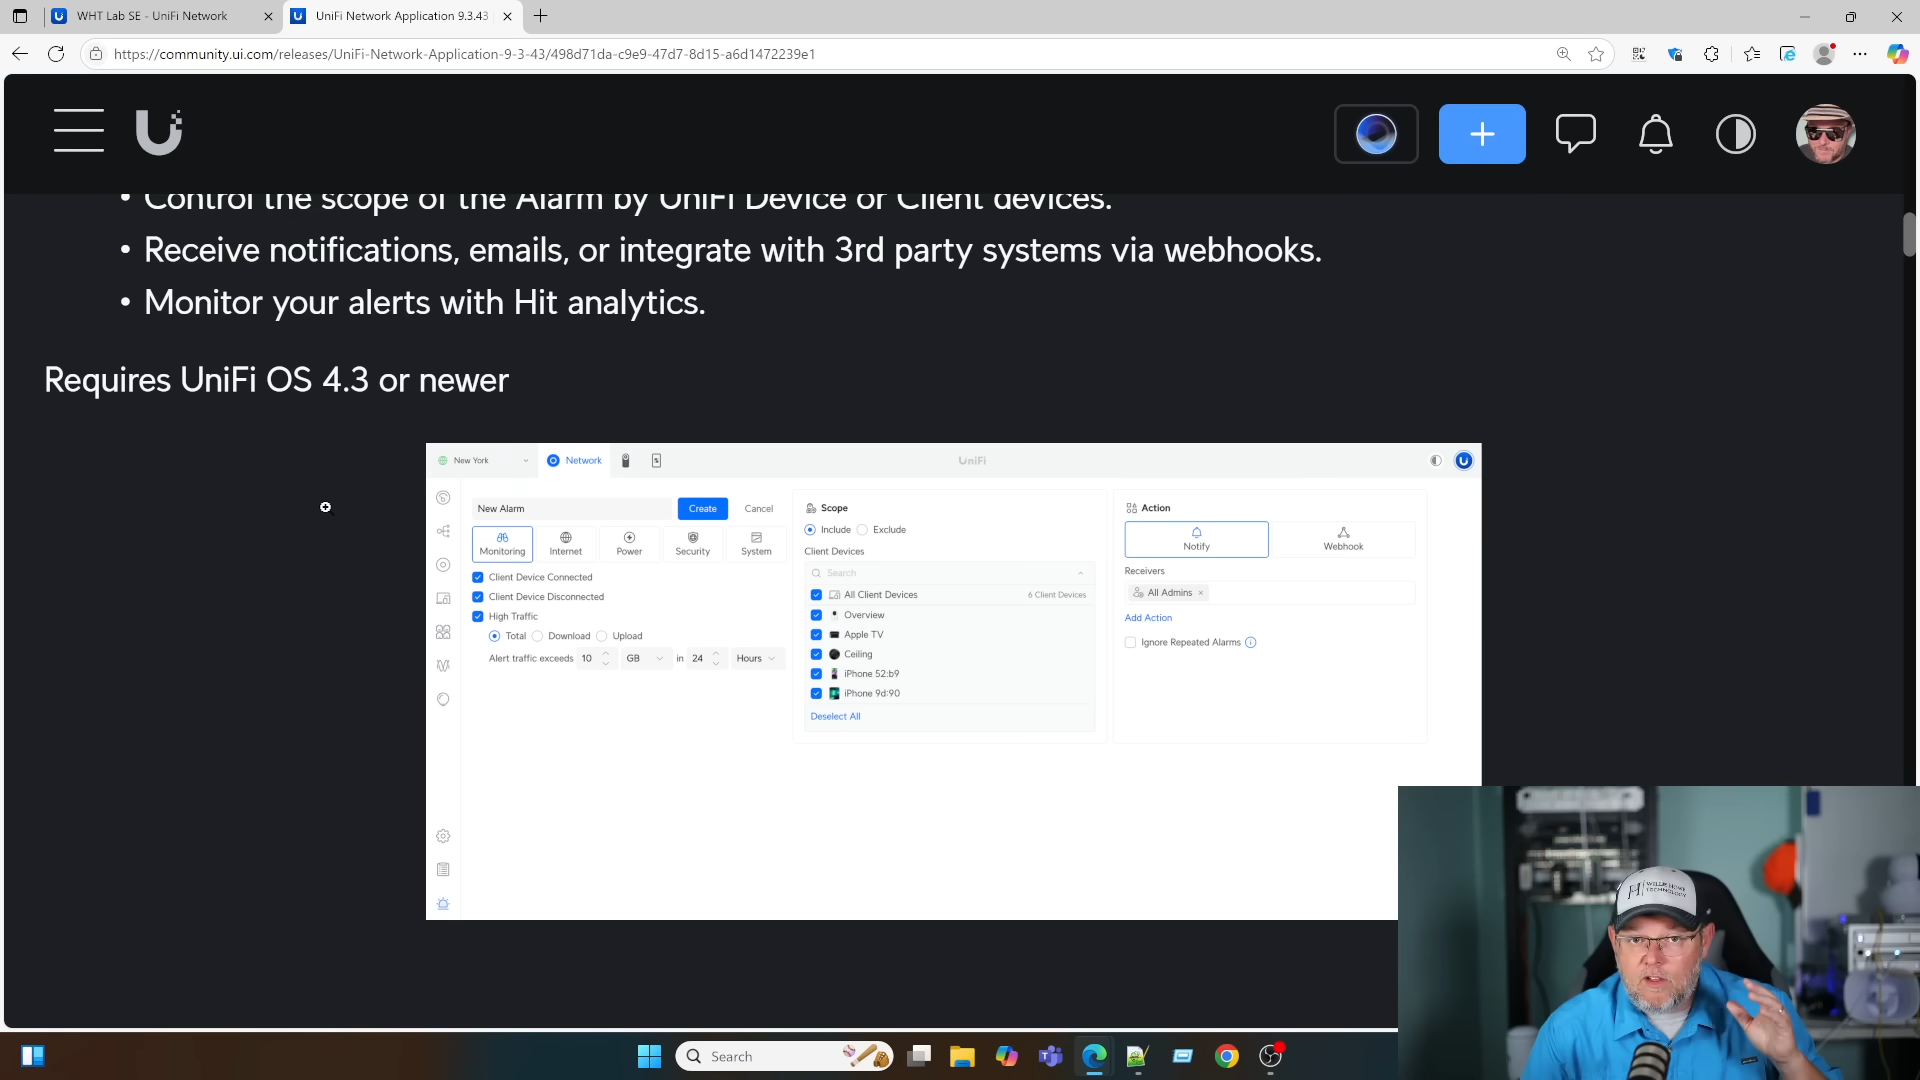 WHT Lab SE - UniFi Network
UniFi Network Application 9.3.43
https://community.ui.com/releases/UniFi-Network-Application-9-3-43/498d71da-c9e9-47d7-8d15-a6d1472239e1
• Control the scope of the Alarm by UniFi Device or Client devices.
• Receive notifications, emails, or integrate with 3rd party systems via webhooks.
• Monitor your alerts with Hit analytics.
Requires UniFi OS 4.3 or newer
New York
Network
UniFi
New Alarm
Create
Cancel
Monitoring
Internet
Power
Security
System
Client Device Connected
Client Device Disconnected
High Traffic
Total
Download
Upload
Alert traffic exceeds 10 GB in 24 Hours
Scope
Include
Exclude
Client Devices
Search
All Client Devices
6 Client Devices
Overview
Apple TV
Ceiling
iPhone 52:b9
iPhone 9d:90
Deselect All
Action
Notify
Webhook
Receivers
All Admins
Add Action
Ignore Repeated Alarms
WILLIE HOWE
TECHNOLOGY
Search